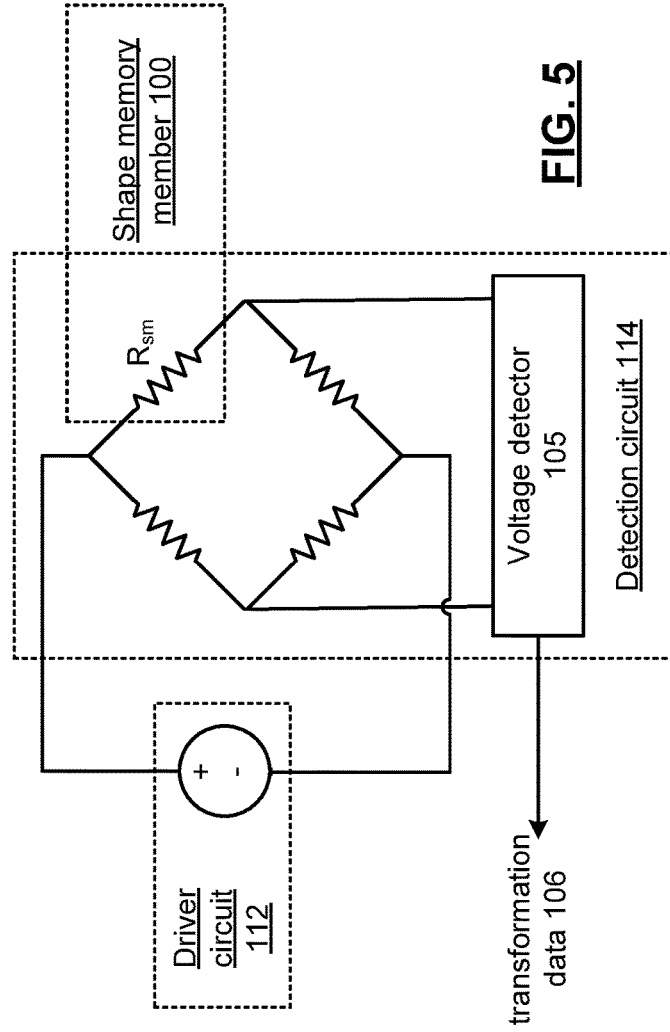 Shape memory
member 100
R_sm
+
-
Driver
circuit
112
Voltage detector
105
Detection circuit 114
transformation
data 106
FIG. 5